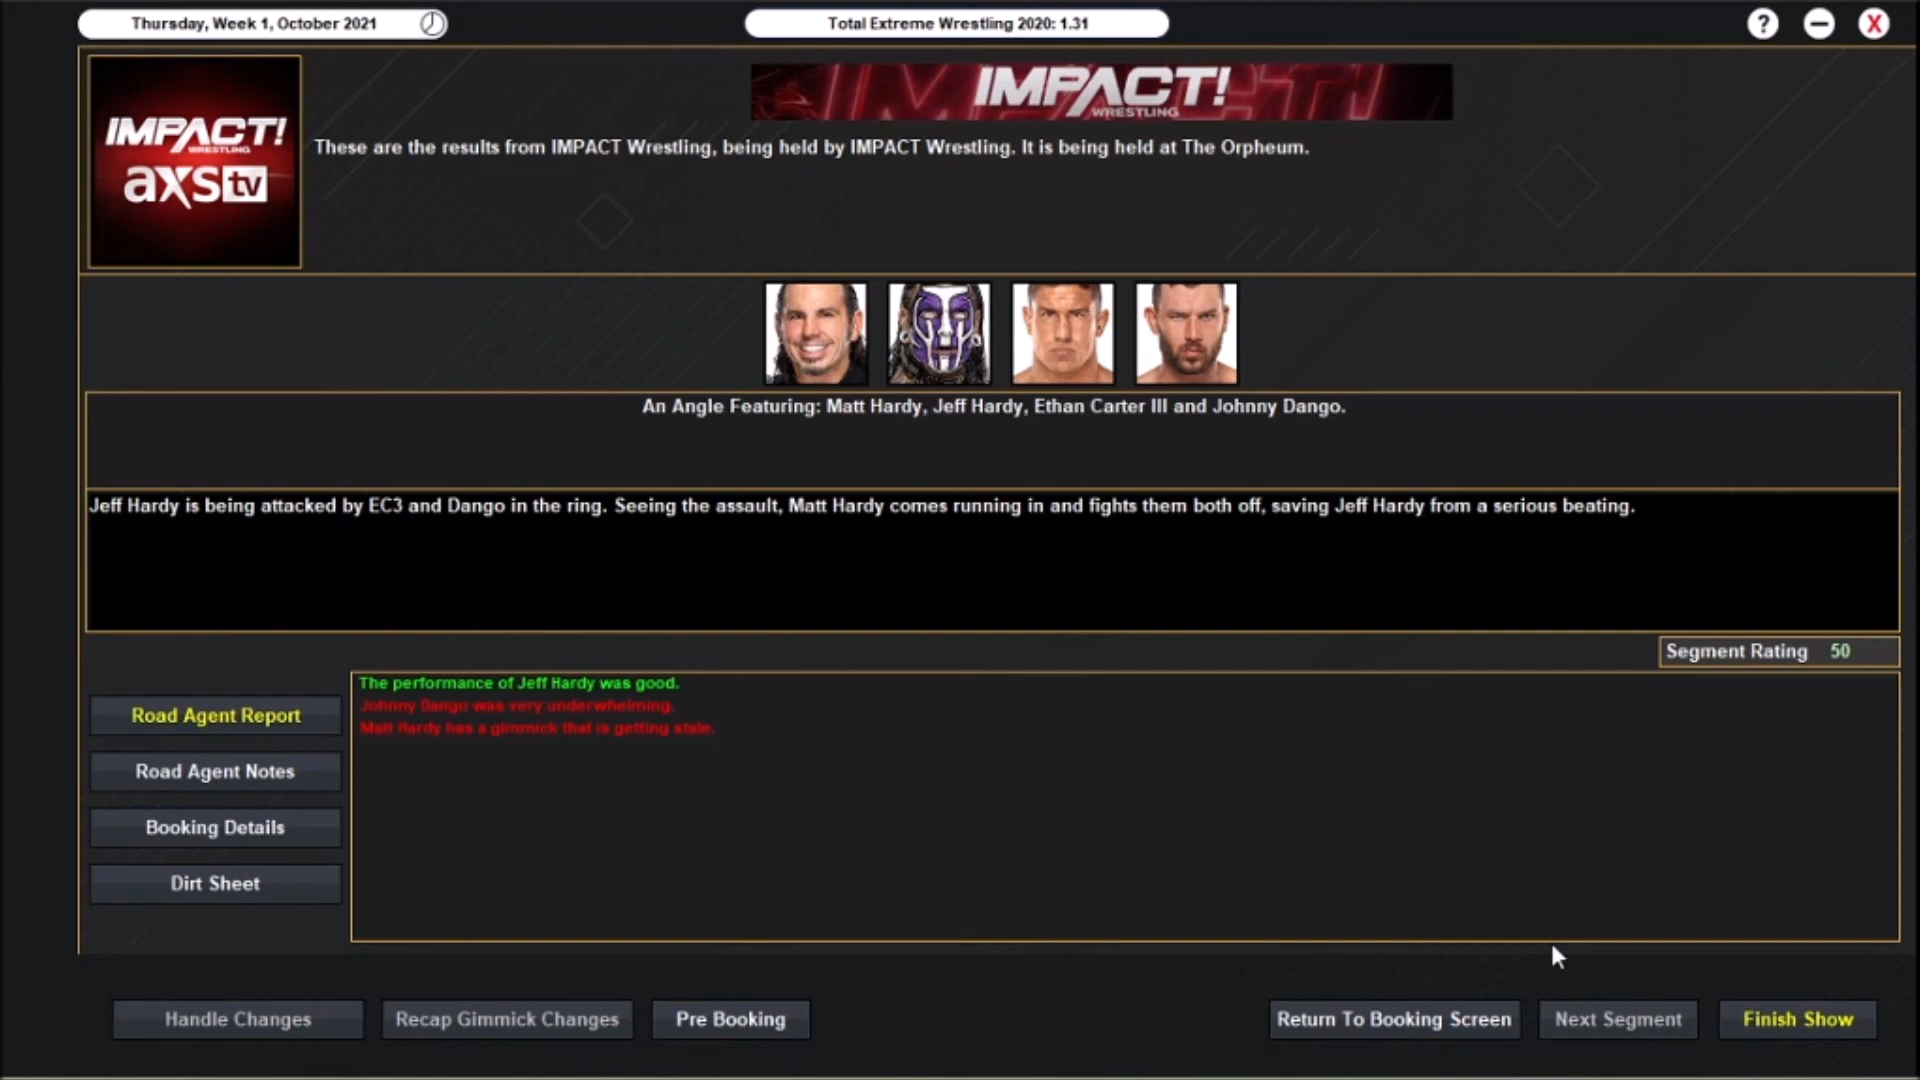 Thursday, Week 1, October 2021
Total Extreme Wrestling 2020: 1.31
?
X
IMPACT!
WRESTLING
IMPACT!
WRESTLING
axs tv
These are the results from IMPACT Wrestling, being held by IMPACT Wrestling. It is being held at The Orpheum.
An Angle Featuring: Matt Hardy, Jeff Hardy, Ethan Carter III and Johnny Dango.
Jeff Hardy is being attacked by EC3 and Dango in the ring. Seeing the assault, Matt Hardy comes running in and fights them both off, saving Jeff Hardy from a serious beating.
Segment Rating 50
The performance of Jeff Hardy was good.
Johnny Dango was very underwhelming.
Matt Hardy has a gimmick that is getting stale.
Road Agent Report
Road Agent Notes
Booking Details
Dirt Sheet
Handle Changes
Recap Gimmick Changes
Pre Booking
Return To Booking Screen
Next Segment
Finish Show